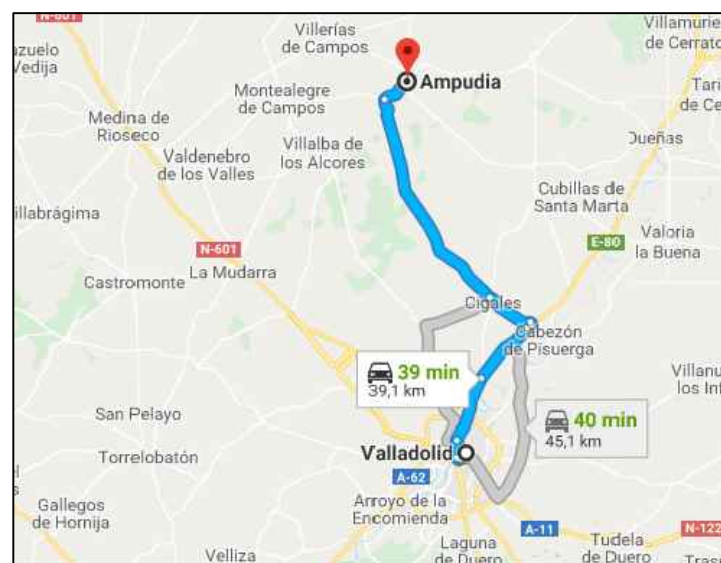 N-601
Villerías
de Campos
Villamurie
de Cerrato
azuelo
Vedija
Ampudia
Montealegre
de Campos
Tari
de Ce
Medina de
Rioseco
Villalba de
los Alcores
Dueñas
Valdenebro
de los Valles
Cubillas de
Santa Marta
illabrágima
Valoria
la Buena
N-601
E-80
La Mudarra
Castromonte
Cigales
Cabezón
de Pisuerga
39 min
39,1 km
Villanu
los Inf
San Pelayo
40 min
45,1 km
Torrelobatón
Valladolid
A-62
Arroyo de la
Encomienda
Gallegos
de Hornija
A-11
N-122
Tudela
de Duero
Laguna
de Duero
Velliza
Tras